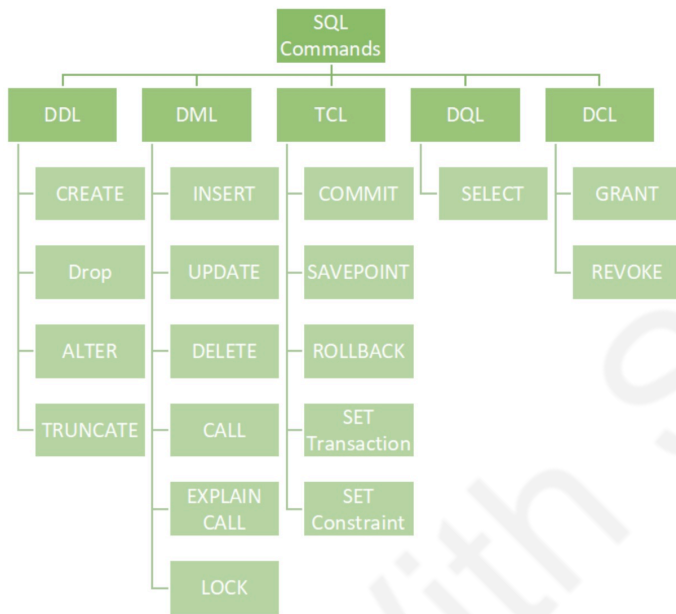 SQL
Commands
DDL
DML
TCL
DQL
DCL
CREATE
INSERT
COMMIT
SELECT
GRANT
Drop
UPDATE
SAVEPOINT
REVOKE
ALTER
DELETE
ROLLBACK
TRUNCATE
CALL
SET
Transaction
EXPLAIN
CALL
SET
Constraint
LOCK
with S